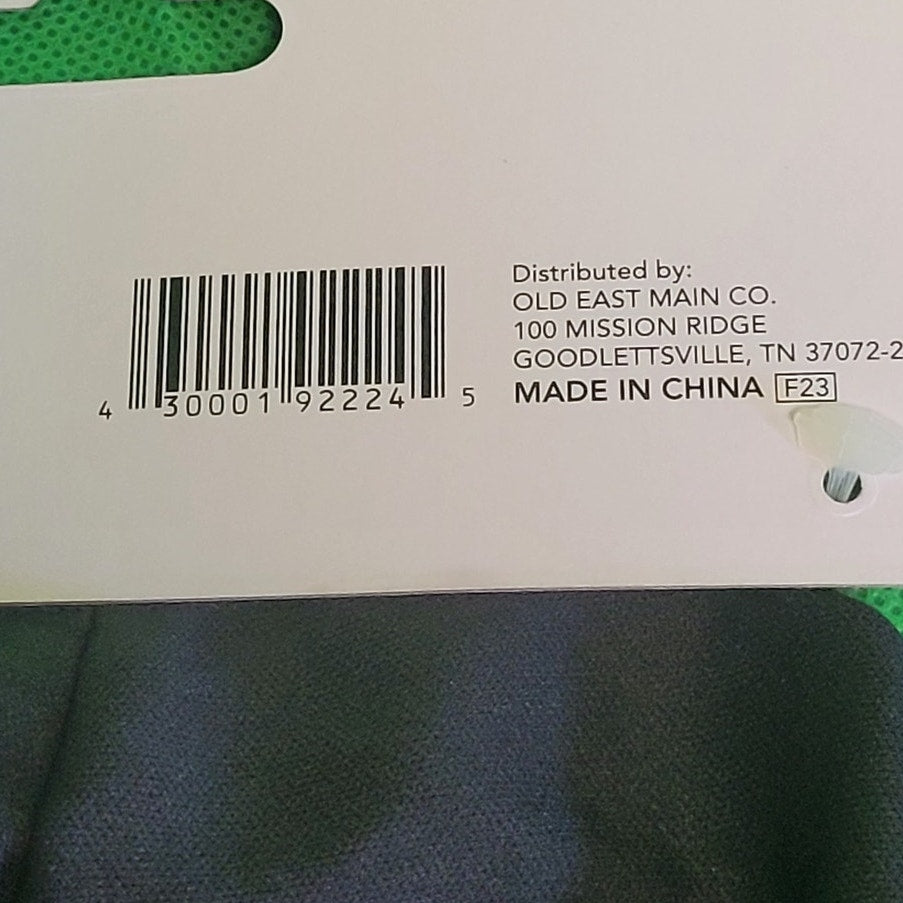 4 30001 92224 5
Distributed by:
OLD EAST MAIN CO.
100 MISSION RIDGE
GOODLETTSVILLE, TN 37072-2
MADE IN CHINA F23